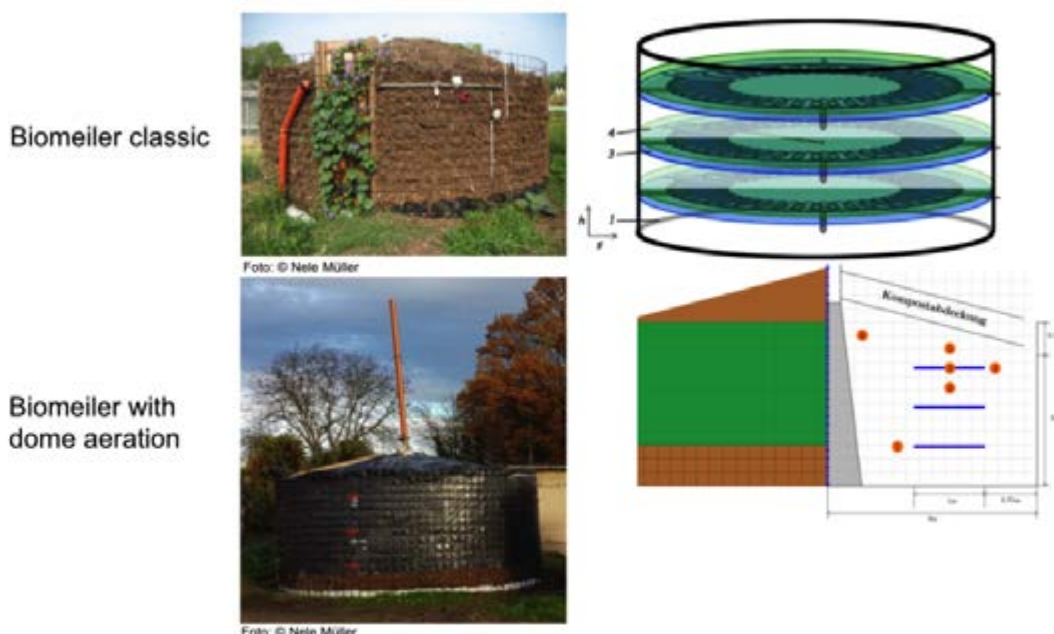 Biomeiler classic
4
3
1
h
r
Foto: © Nele Müller
Kompostabdeckung
Biomeiler with
dome aeration
Foto: © Nele Müller